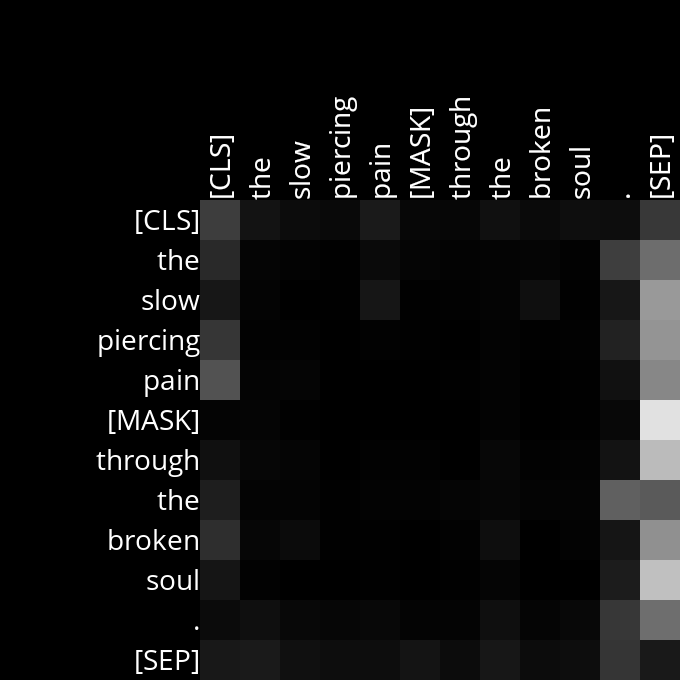 [CLS] the slow piercing pain [MASK] through the broken soul . [SEP]
[CLS]
the
slow
piercing
pain
[MASK]
through
the
broken
soul
.
[SEP]